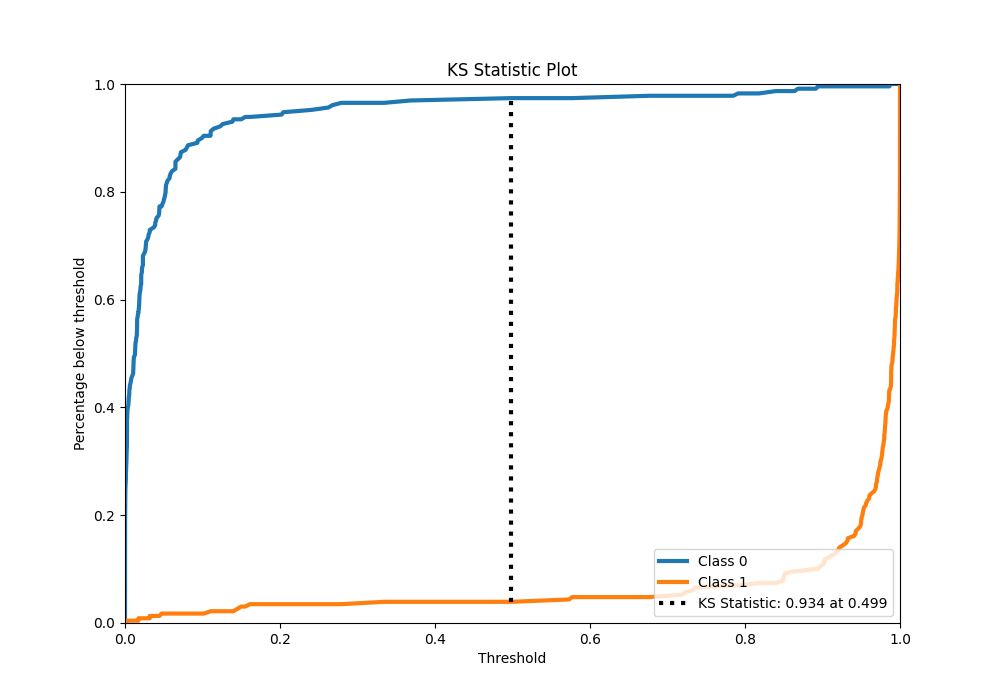 KS Statistic Plot
1.0
0.8
0.6
0.4
0.2
0.0
Percentage below threshold
Class 0
Class 1
KS Statistic: 0.934 at 0.499
0.0 0.2 0.4 0.6 0.8 1.0
Threshold